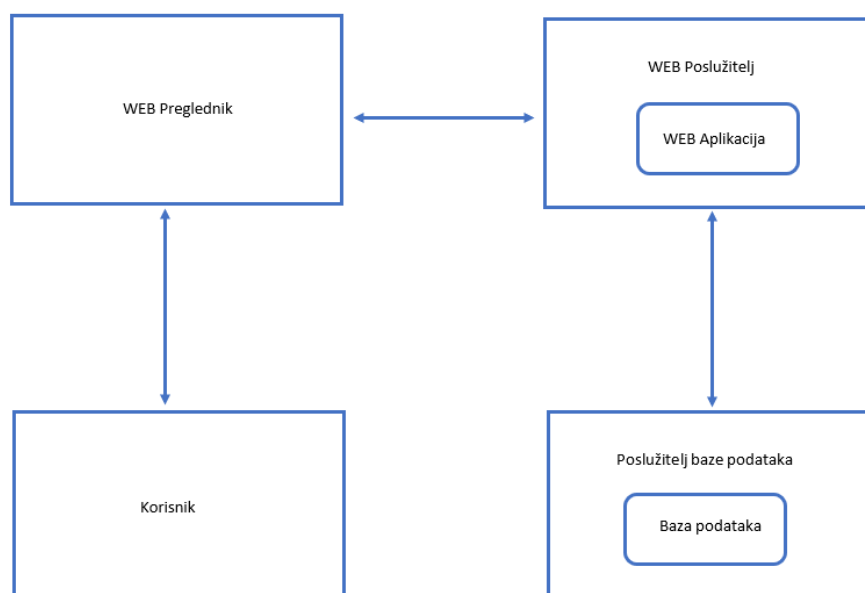 WEB Preglednik
WEB Poslužitelj
WEB Aplikacija
Korisnik
Poslužitelj baze podataka
Baza podataka